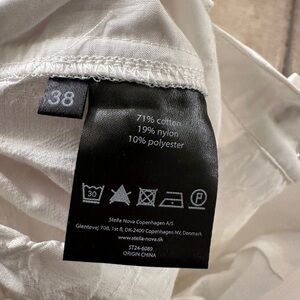 38
71% cotton
19% nylon
10% polyester
30
P
Stella Nova Copenhagen A/S
Glentevej 70B, 1st fl, DK-2400 Copenhagen NV, Denmark
www.stella-nova.dk
ST24-6089
ORIGIN CHINA